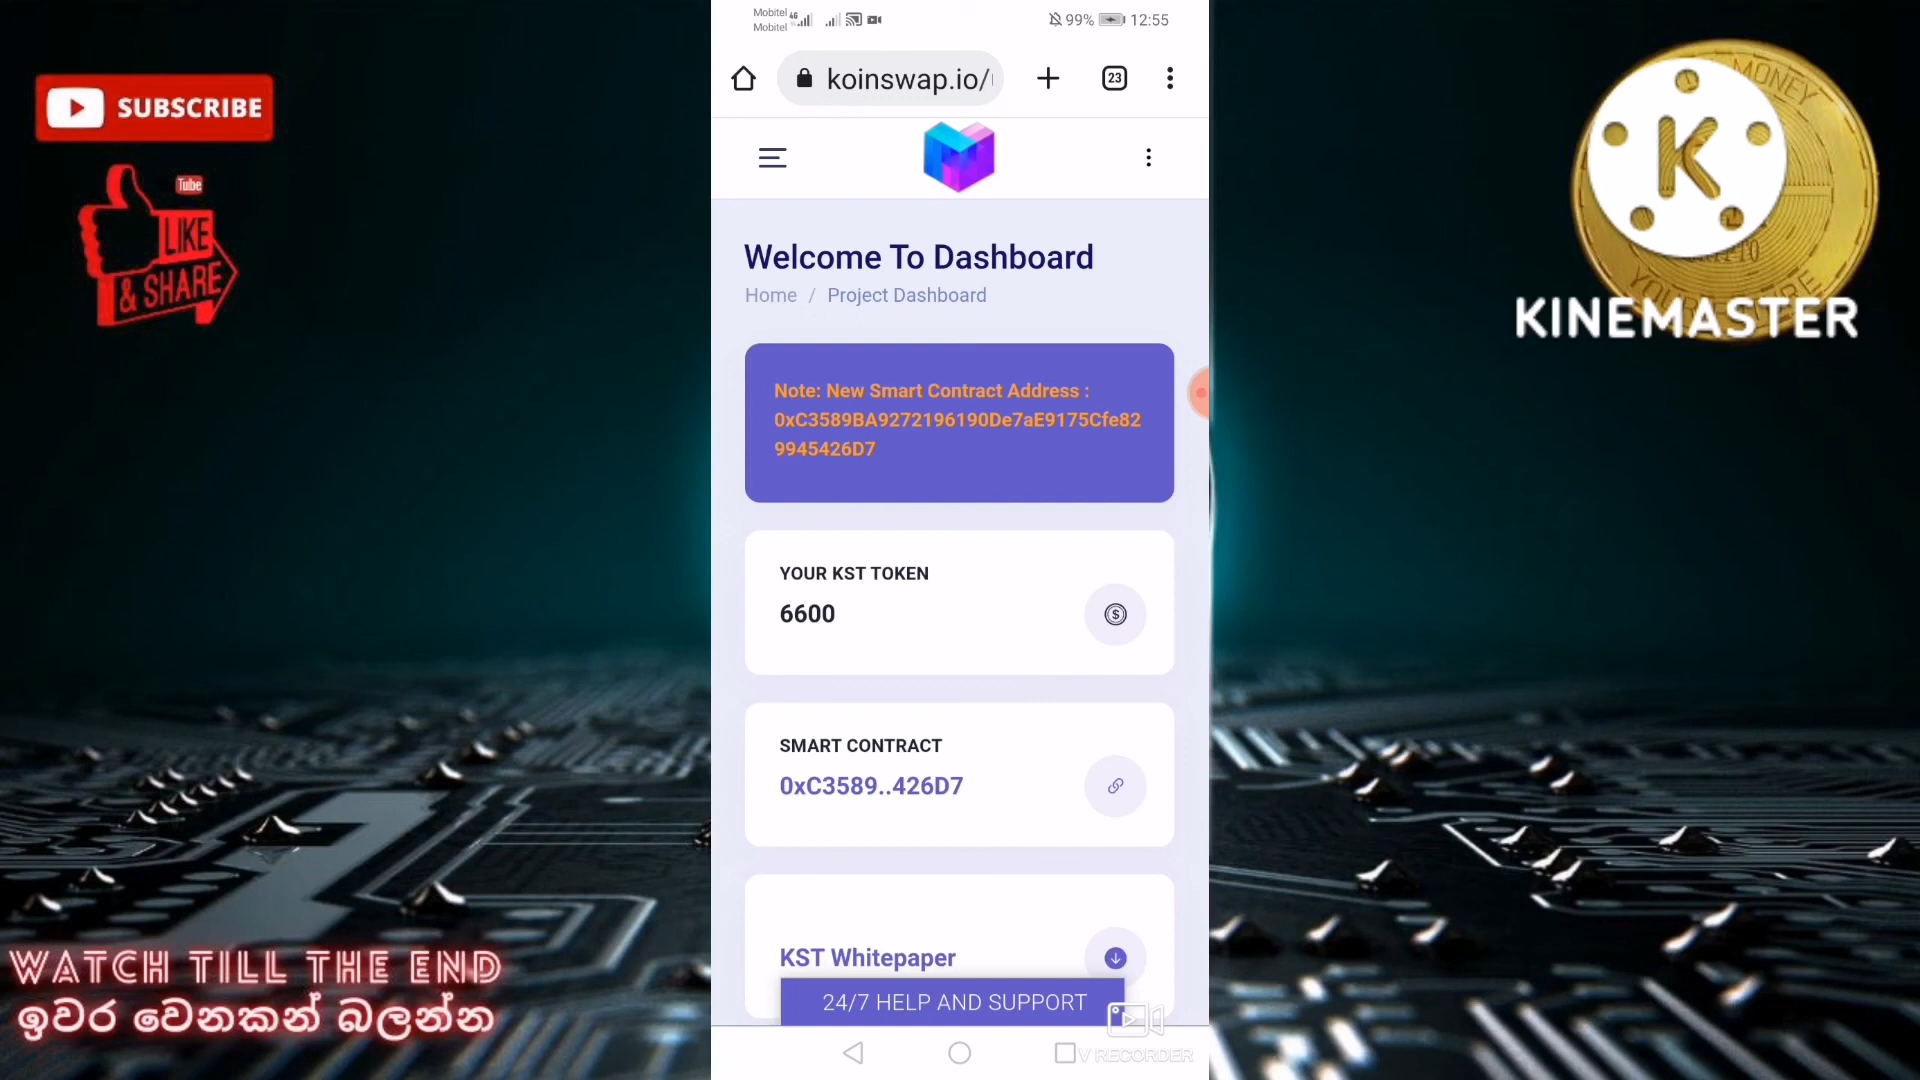 Mobitel 4G
Mobitel
99% 12:55
koinswap.io/
23
SUBSCRIBE
Tube
LIKE
& SHARE
MONEY
K
KINEMASTER
Welcome To Dashboard
Home / Project Dashboard
Note: New Smart Contract Address :
0xC3589BA9272196190De7aE9175Cfe82
9945426D7
YOUR KST TOKEN
6600
$
SMART CONTRACT
0xC3589..426D7
KST Whitepaper
24/7 HELP AND SUPPORT
V RECORDER
WATCH TILL THE END
ඉවර වෙනකන් බලන්න